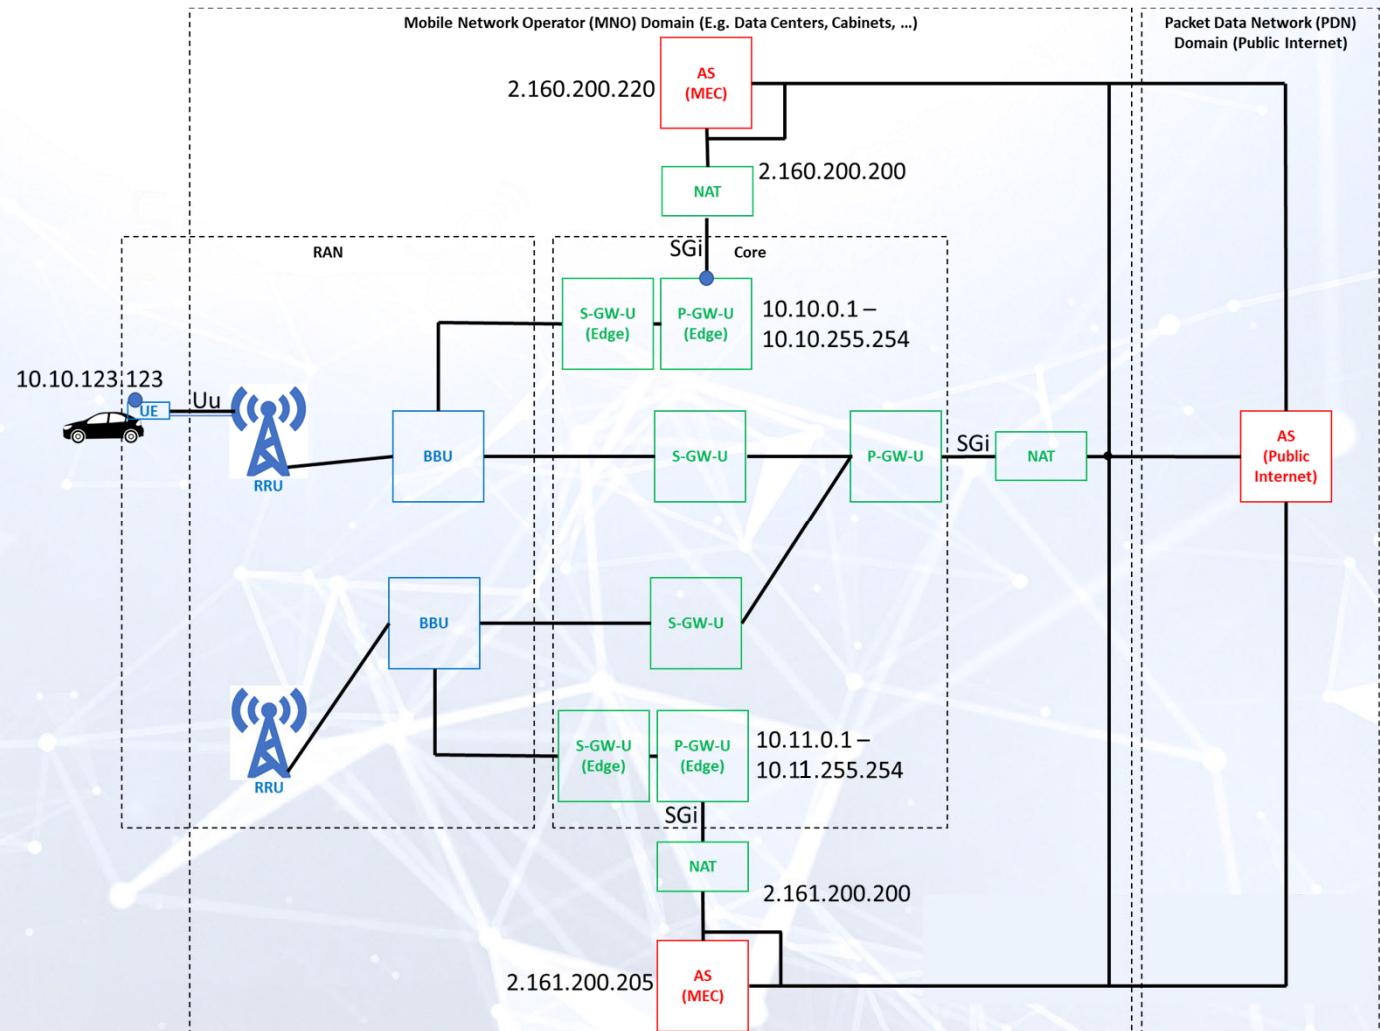 Mobile Network Operator (MNO) Domain (E.g. Data Centers, Cabinets, ...)
Packet Data Network (PDN)
Domain (Public Internet)
AS
(MEC)
2.160.200.220
NAT
2.160.200.200
SGi
Core
RAN
S-GW-U
(Edge)
P-GW-U
(Edge)
10.10.0.1 –
10.10.255.254
10.10.123.123
UE
Uu
RRU
BBU
S-GW-U
P-GW-U
SGi
NAT
AS
(Public
Internet)
BBU
S-GW-U
RRU
S-GW-U
(Edge)
P-GW-U
(Edge)
10.11.0.1 –
10.11.255.254
SGi
NAT
2.161.200.200
2.161.200.205
AS
(MEC)